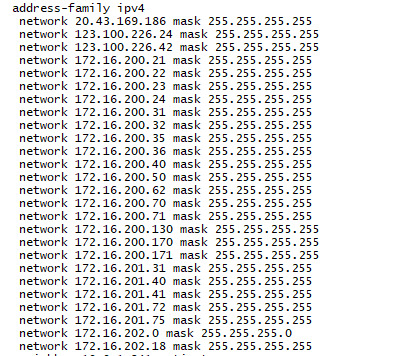 address-family ipv4
network 20.43.169.186 mask 255.255.255.255
network 123.100.226.24 mask 255.255.255.255
network 123.100.226.42 mask 255.255.255.255
network 172.16.200.21 mask 255.255.255.255
network 172.16.200.22 mask 255.255.255.255
network 172.16.200.23 mask 255.255.255.255
network 172.16.200.24 mask 255.255.255.255
network 172.16.200.31 mask 255.255.255.255
network 172.16.200.32 mask 255.255.255.255
network 172.16.200.35 mask 255.255.255.255
network 172.16.200.36 mask 255.255.255.255
network 172.16.200.40 mask 255.255.255.255
network 172.16.200.50 mask 255.255.255.255
network 172.16.200.62 mask 255.255.255.255
network 172.16.200.70 mask 255.255.255.255
network 172.16.200.71 mask 255.255.255.255
network 172.16.200.130 mask 255.255.255.255
network 172.16.200.170 mask 255.255.255.255
network 172.16.200.171 mask 255.255.255.255
network 172.16.201.31 mask 255.255.255.255
network 172.16.201.40 mask 255.255.255.255
network 172.16.201.41 mask 255.255.255.255
network 172.16.201.72 mask 255.255.255.255
network 172.16.201.75 mask 255.255.255.255
network 172.16.202.0 mask 255.255.255.0
network 172.16.202.18 mask 255.255.255.255